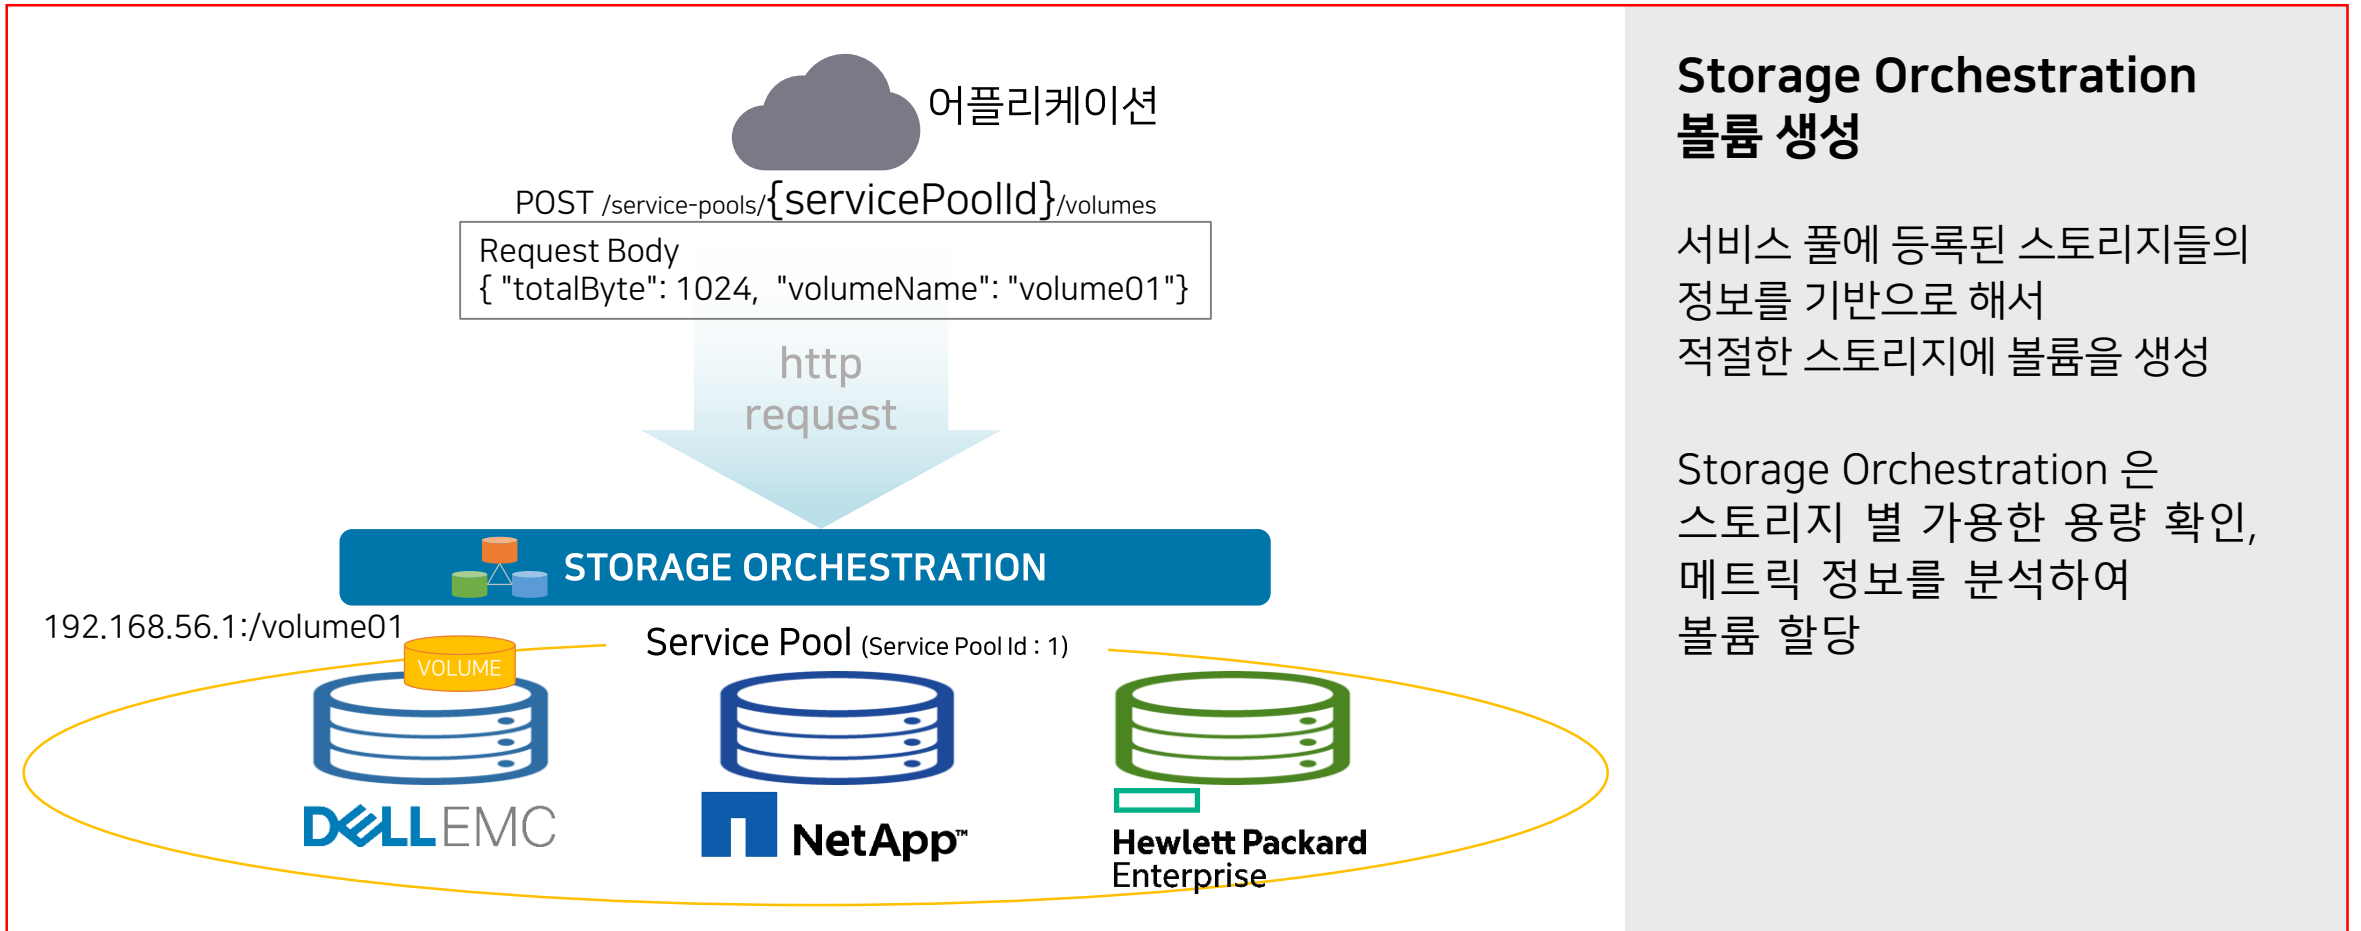 어플리케이션
POST /service-pools/{servicePoolId}/volumes
Request Body
{ "totalByte": 1024, "volumeName": "volume01"}
http
request
STORAGE ORCHESTRATION
192.168.56.1:/volume01
VOLUME
Service Pool (Service Pool Id : 1)
DELLEMC
NetApp™
Hewlett Packard
Enterprise
Storage Orchestration
볼륨 생성
서비스 풀에 등록된 스토리지들의
정보를 기반으로 해서
적절한 스토리지에 볼륨을 생성
Storage Orchestration 은
스토리지 별 가용한 용량 확인,
메트릭 정보를 분석하여
볼륨 할당